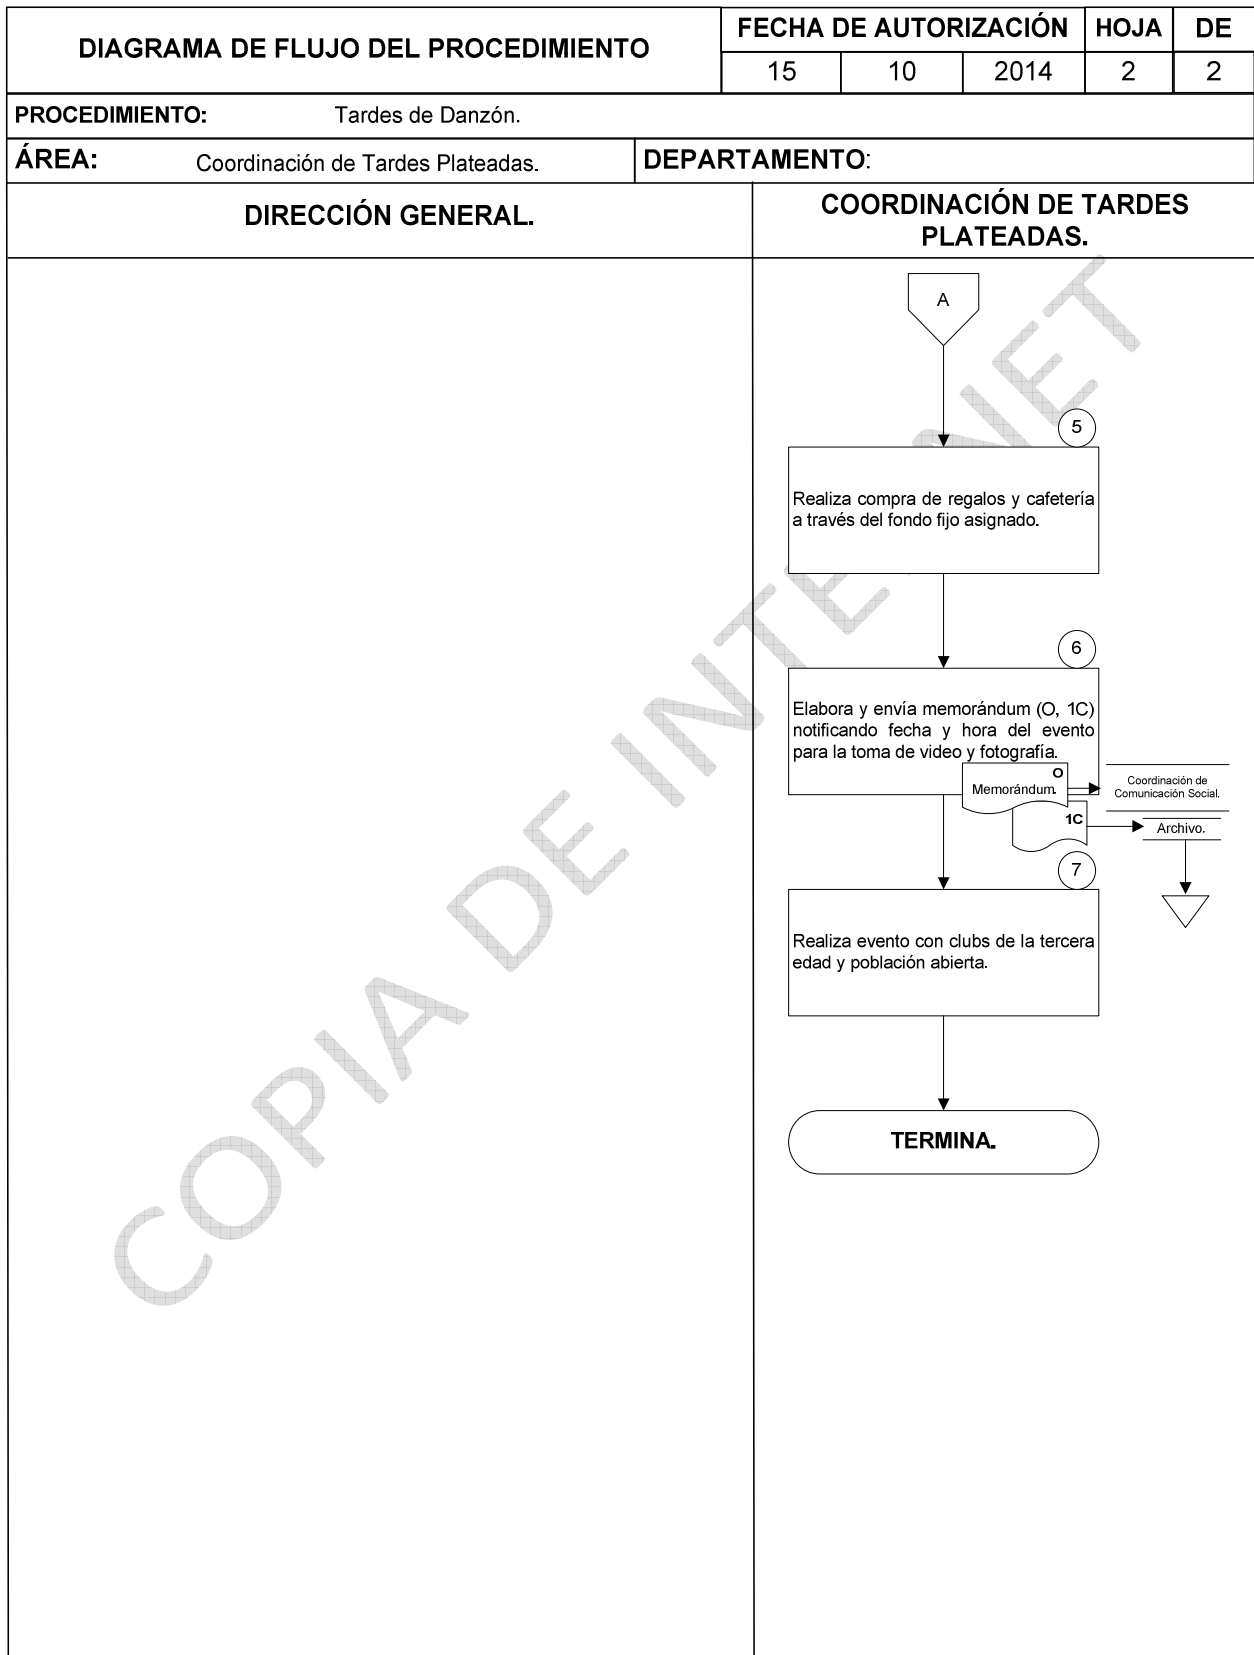 DIAGRAMA DE FLUJO DEL PROCEDIMIENTO
FECHA DE AUTORIZACIÓN
HOJA
DE
15
10
2014
2
2
PROCEDIMIENTO: Tardes de Danzón.
ÁREA: Coordinación de Tardes Plateadas.
DEPARTAMENTO:
DIRECCIÓN GENERAL.
COORDINACIÓN DE TARDES
PLATEADAS.
A
5
Realiza compra de regalos y cafetería
a través del fondo fijo asignado.
6
Elabora y envía memorándum (O, 1C)
notificando fecha y hora del evento
para la toma de video y fotografía.
O
Memorándum.
Coordinación de
Comunicación Social.
1C
Archivo.
7
Realiza evento con clubs de la tercera
edad y población abierta.
TERMINA.
COPIA DE INTERNET